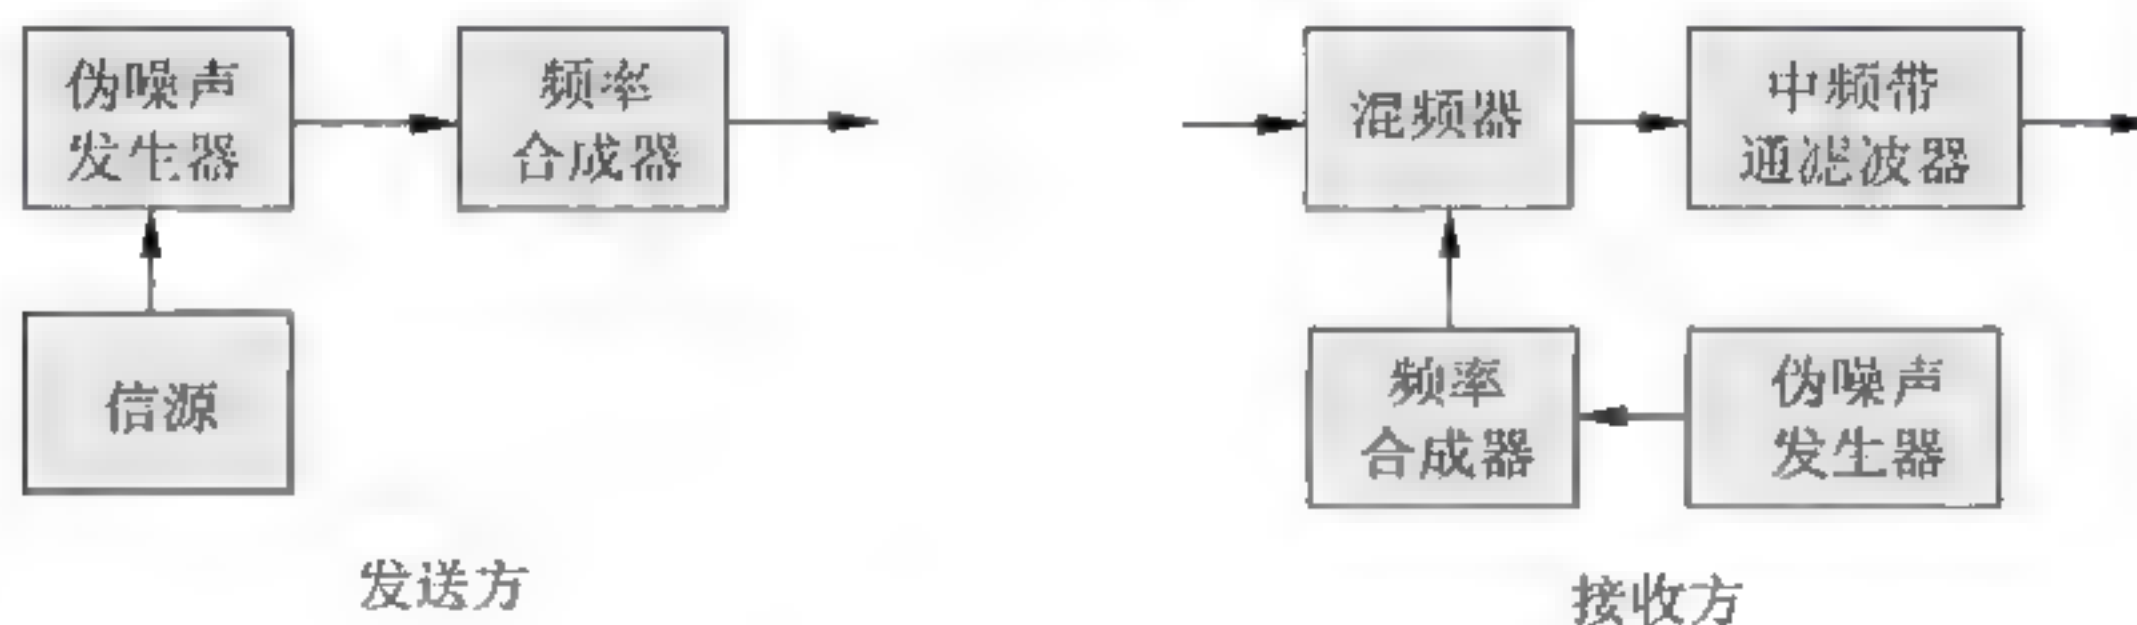 伪噪声
发生器
频率
合成器
信源
发送方
混频器
中频带
通滤波器
频率
合成器
伪噪声
发生器
接收方